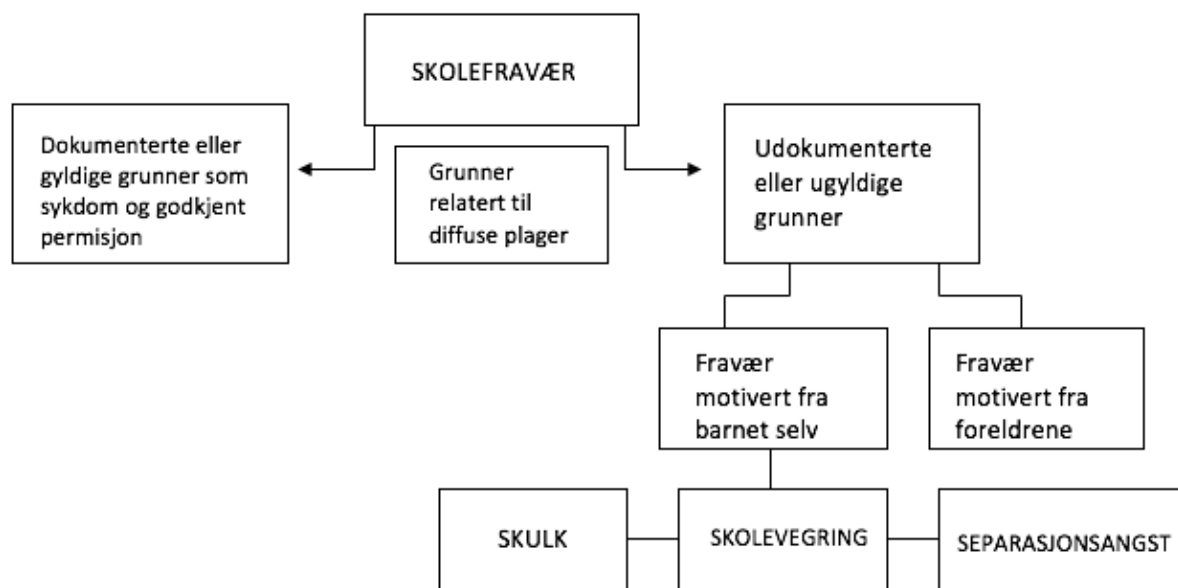 SKOLEFRAVÆR
Dokumenterte eller
gyldige grunner som
sykdom og godkjent
permisjon
Grunner
relatert til
diffuse plager
Udokumenterte
eller ugyldige
grunner
Fravær
motivert fra
barnet selv
Fravær
motivert fra
foreldrene
SKULK
SKOLEVEGRING
SEPARASJONSANGST